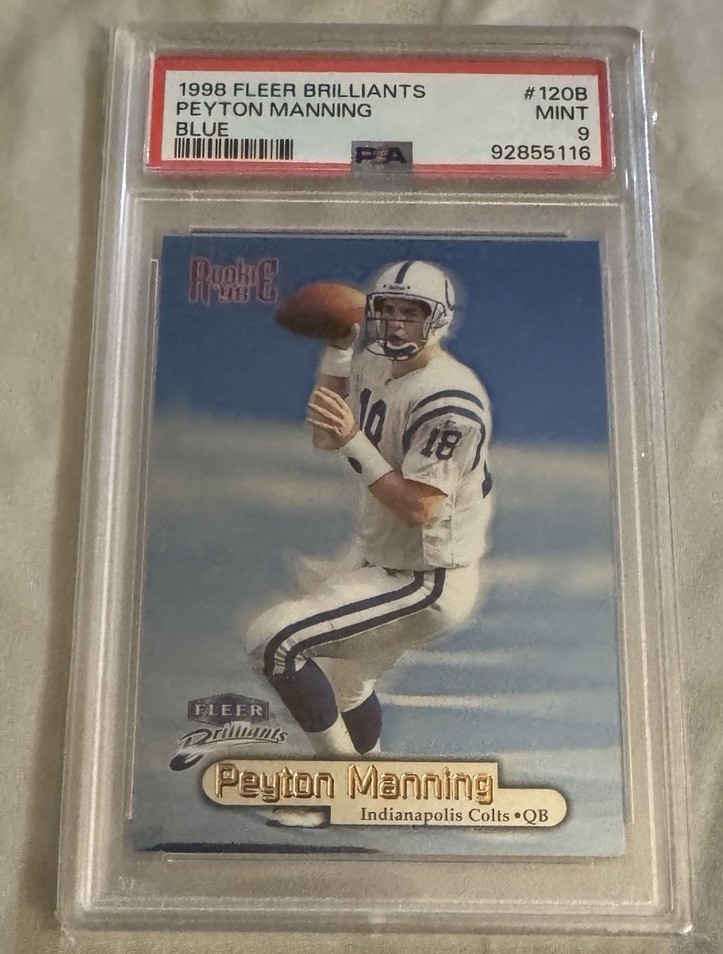 1998 FLEER BRILLIANTS #120B
PEYTON MANNING MINT
BLUE 9
PSA 92855116
Rookie
'98
18
18
FLEER
Brilliants
Peyton Manning
Indianapolis Colts • QB